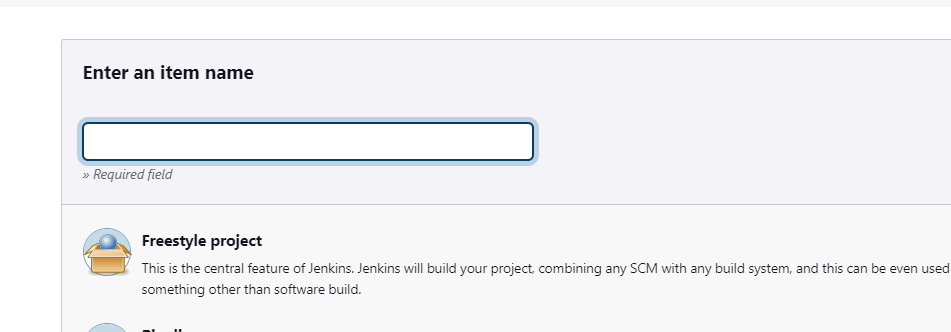 Enter an item name
» Required field
Freestyle project
This is the central feature of Jenkins. Jenkins will build your project, combining any SCM with any build system, and this can be even used
something other than software build.